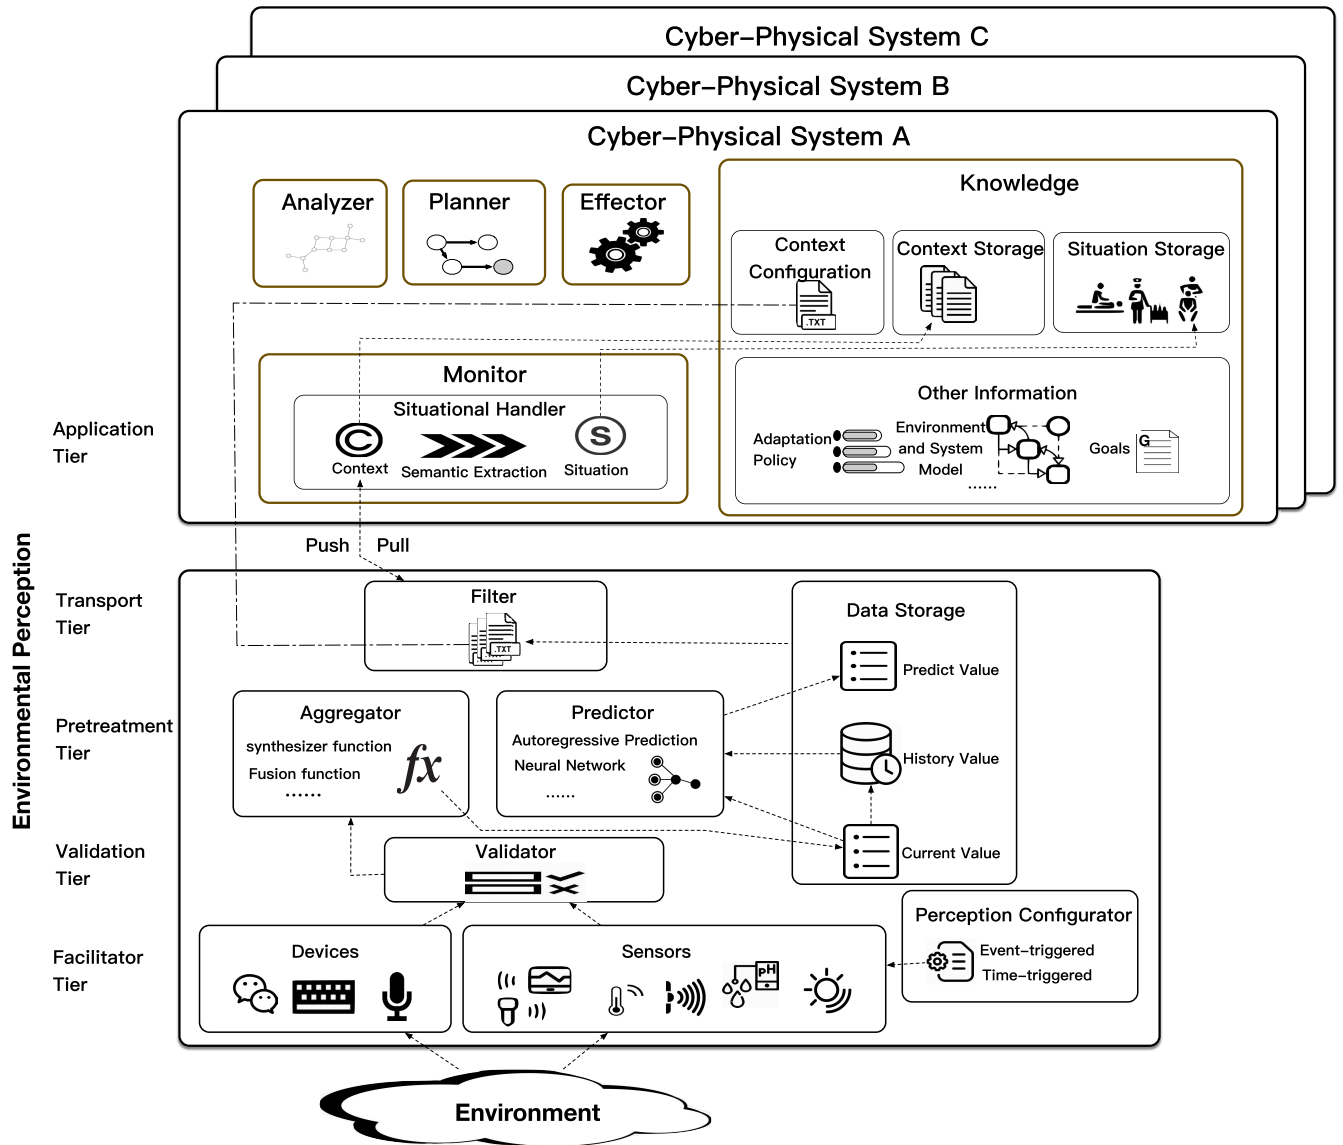 Cyber–Physical System C
Cyber–Physical System B
Cyber–Physical System A
Analyzer
Planner
Effector
Knowledge
Context
Configuration
.TXT
Context Storage
Situation Storage
Monitor
Situational Handler
C
Context
Semantic Extraction
S
Situation
Other Information
Adaptation
Policy
Environment
and System
Model
......
Goals
G
Application
Tier
Push
Pull
Environmental Perception
Transport
Tier
Filter
.TXT
Data Storage
Predict Value
History Value
Current Value
Pretreatment
Tier
Aggregator
synthesizer function
Fusion function
......
fx
Predictor
Autoregressive Prediction
Neural Network
......
Validation
Tier
Validator
Perception Configurator
Event–triggered
Time–triggered
Facilitator
Tier
Devices
Sensors
pH
Environment